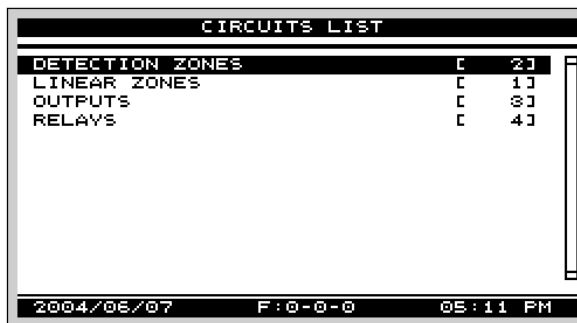 CIRCUITS LIST
DETECTION ZONES [ 2]
LINEAR ZONES [ 1]
OUTPUTS [ 3]
RELAYS [ 4]
2004/06/07 F:0-0-0 05:11 PM